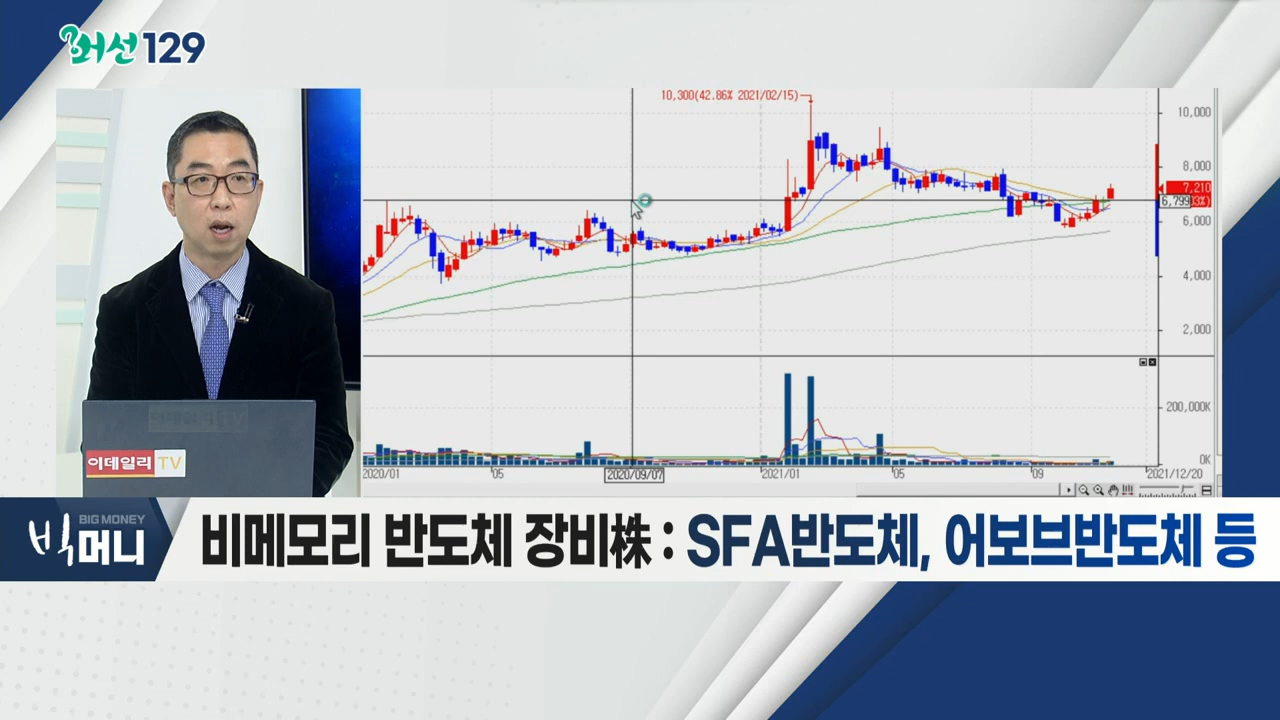 머선129
10,300(42.86% 2021/02/15)
10,000
8,000
7,210
6,799
6,000
4,000
2,000
200,000K
0K
2020/01
05
2020/09/07
2021/01
05
09
2021/12/20
이데일리TV
BIG MONEY
빅머니
비메모리 반도체 장비株 : SFA반도체, 어보브반도체 등